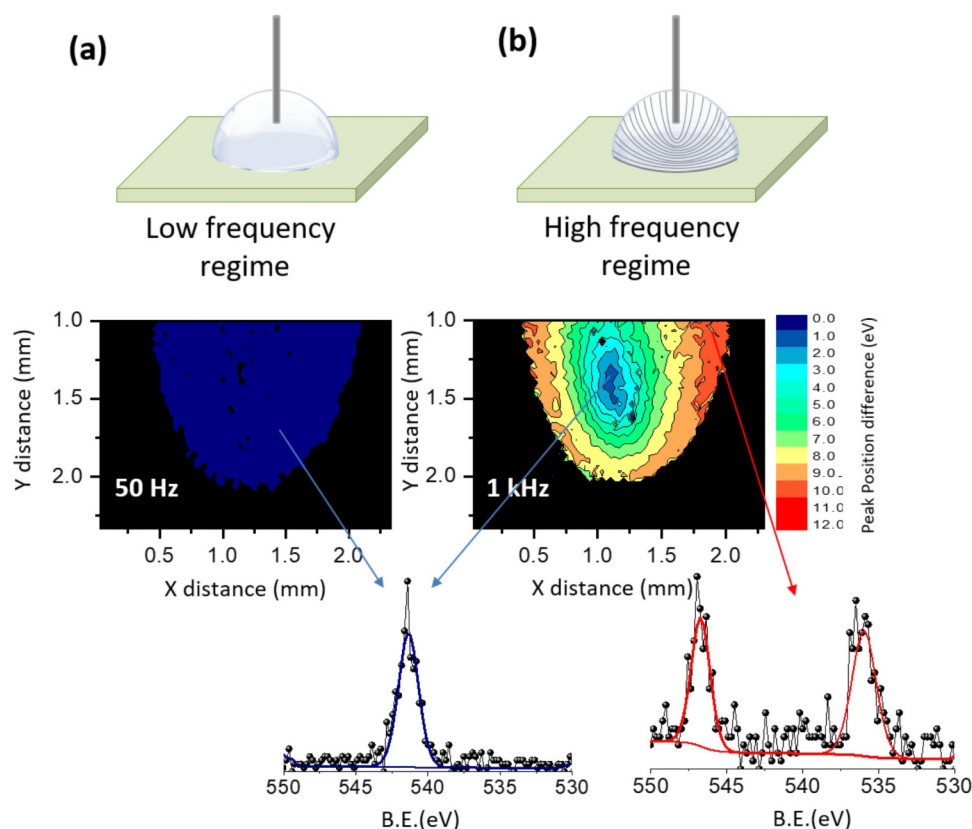 (a)
(b)
Low frequency
regime
High frequency
regime
1.0
1.5
2.0
Y distance (mm)
50 Hz
0.5 1.0 1.5 2.0
X distance (mm)
1.0
1.5
2.0
Y distance (mm)
1 kHz
0.5 1.0 1.5 2.0
X distance (mm)
0.0
1.0
2.0
3.0
4.0
5.0
6.0
7.0
8.0
9.0
10.0
11.0
12.0
Peak Position difference (eV)
550 545 540 535 530
B.E.(eV)
550 545 540 535 530
B.E.(eV)